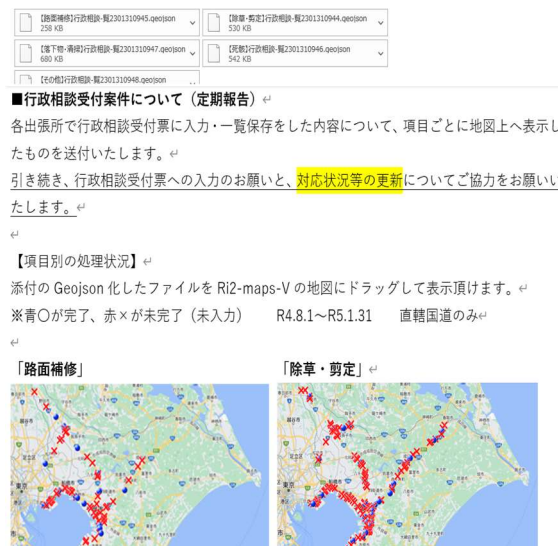 【路面補修】行政相談-覧2301310945.geojson
258 KB
【除草・剪定】行政相談-覧2301310944.geojson
530 KB
【落下物・清掃】行政相談-覧2301310947.geojson
680 KB
【死骸】行政相談-覧2301310946.geojson
542 KB
【その他】行政相談-覧2301310948.geojson
■行政相談受付案件について（定期報告）
各出張所で行政相談受付票に入力・一覧保存をした内容について、項目ごとに地図上へ表示し
たものを送付いたします。
引き続き、行政相談受付票への入力のお願いと、対応状況等の更新についてご協力をお願いい
たします。
【項目別の処理状況】
添付の Geojson 化したファイルを Ri2-maps-V の地図にドラッグして表示頂けます。
※青〇が完了、赤×が未完了（未入力）　R4.8.1～R5.1.31　直轄国道のみ
「路面補修」　「除草・剪定」
東京
東京